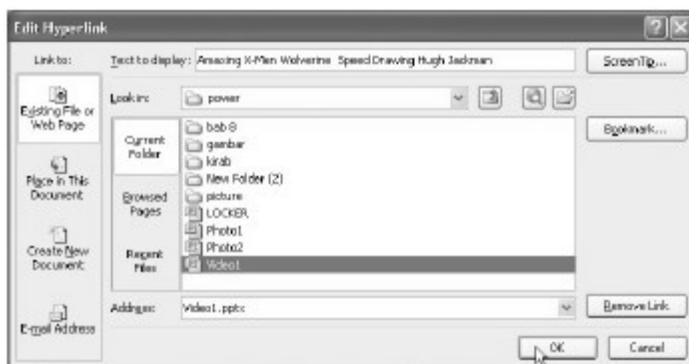 Edit Hyperlink
Link to:
Text to display: Amazing X-Men Wolverine Speed Drawing Hugh Jackman
ScreenTip...
Existing File or
Web Page
Look in: power
Bookmark...
Current
Folder
bab 8
gambar
kirab
New Folder (2)
picture
LOCKER
Photo1
Photo2
Video1
Place in This
Document
Browsed
Pages
Create New
Document
Recent
Files
E-mail Address
Address: Video1.pptx
Remove Link
OK
Cancel